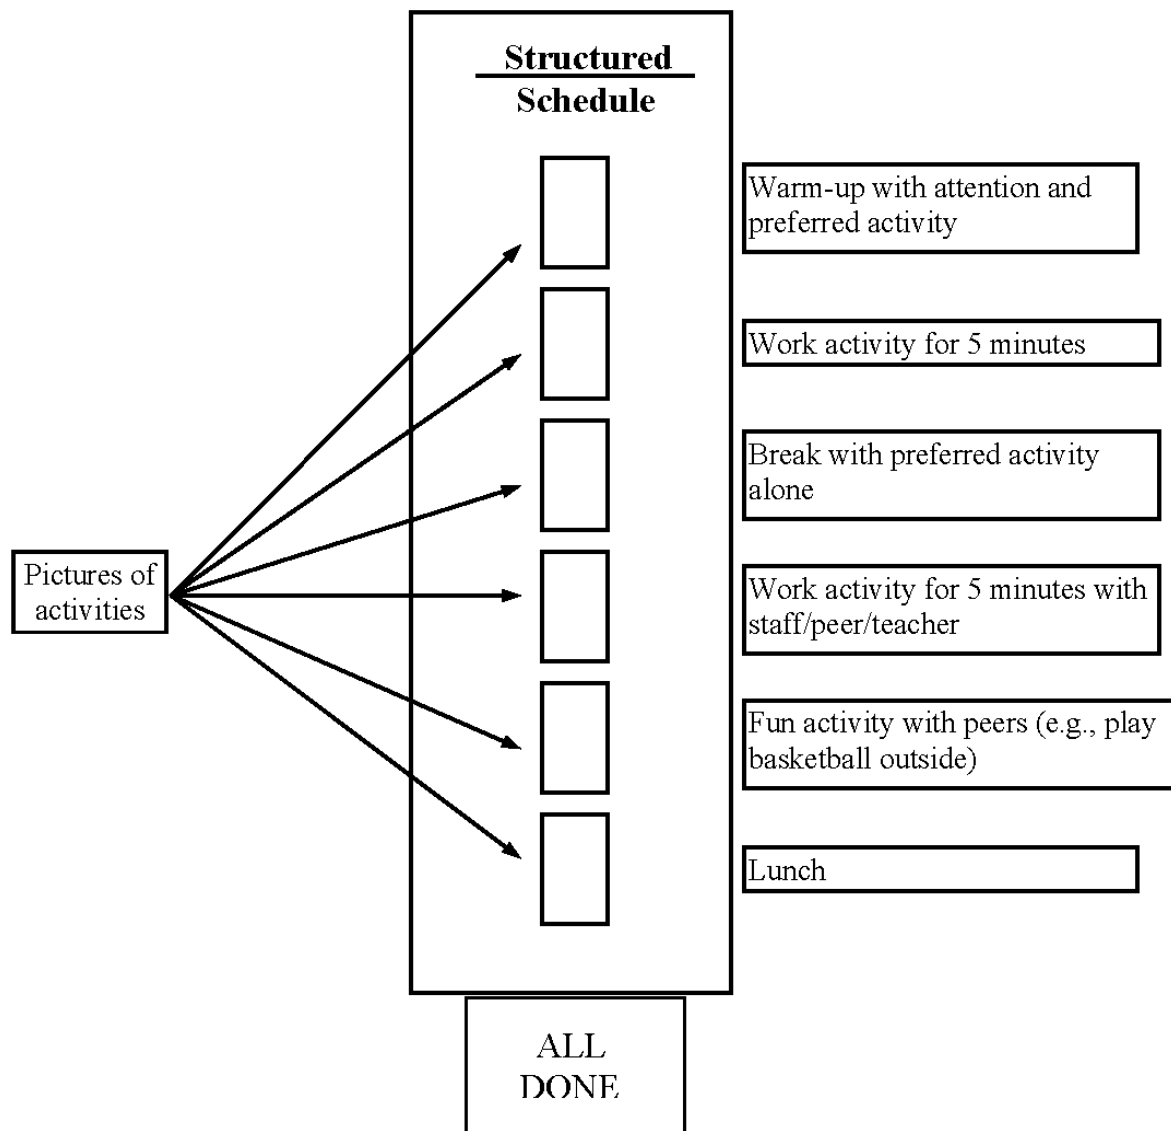 Structured
Schedule
Warm-up with attention and
preferred activity
Work activity for 5 minutes
Break with preferred activity
alone
Pictures of
activities
Work activity for 5 minutes with
staff/peer/teacher
Fun activity with peers (e.g., play
basketball outside)
Lunch
ALL
DONE